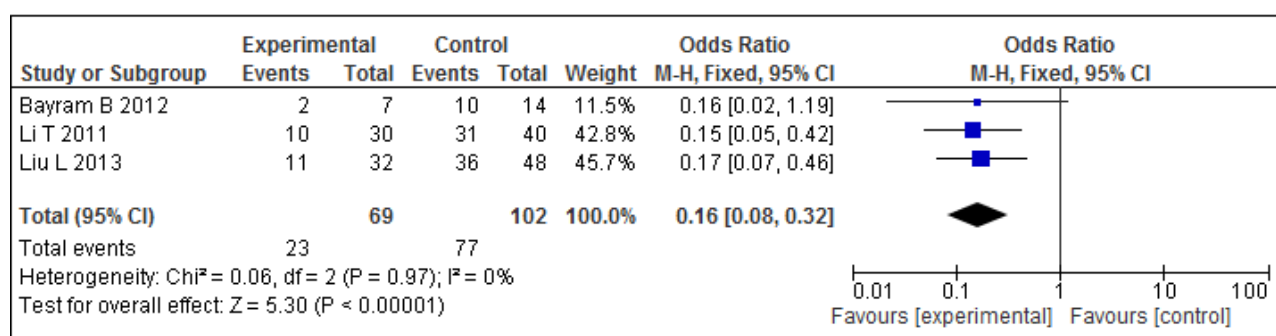 Experimental Control Odds Ratio Odds Ratio
Study or Subgroup Events Total Events Total Weight M-H, Fixed, 95% CI M-H, Fixed, 95% CI
Bayram B 2012 2 7 10 14 11.5% 0.16 [0.02, 1.19]
Li T 2011 10 30 31 40 42.8% 0.15 [0.05, 0.42]
Liu L 2013 11 32 36 48 45.7% 0.17 [0.07, 0.46]
Total (95% CI) 69 102 100.0% 0.16 [0.08, 0.32]
Total events 23 77
Heterogeneity: Chi² = 0.06, df = 2 (P = 0.97); I² = 0%
Test for overall effect: Z = 5.30 (P < 0.00001)
0.01 0.1 1 10 100
Favours [experimental] Favours [control]